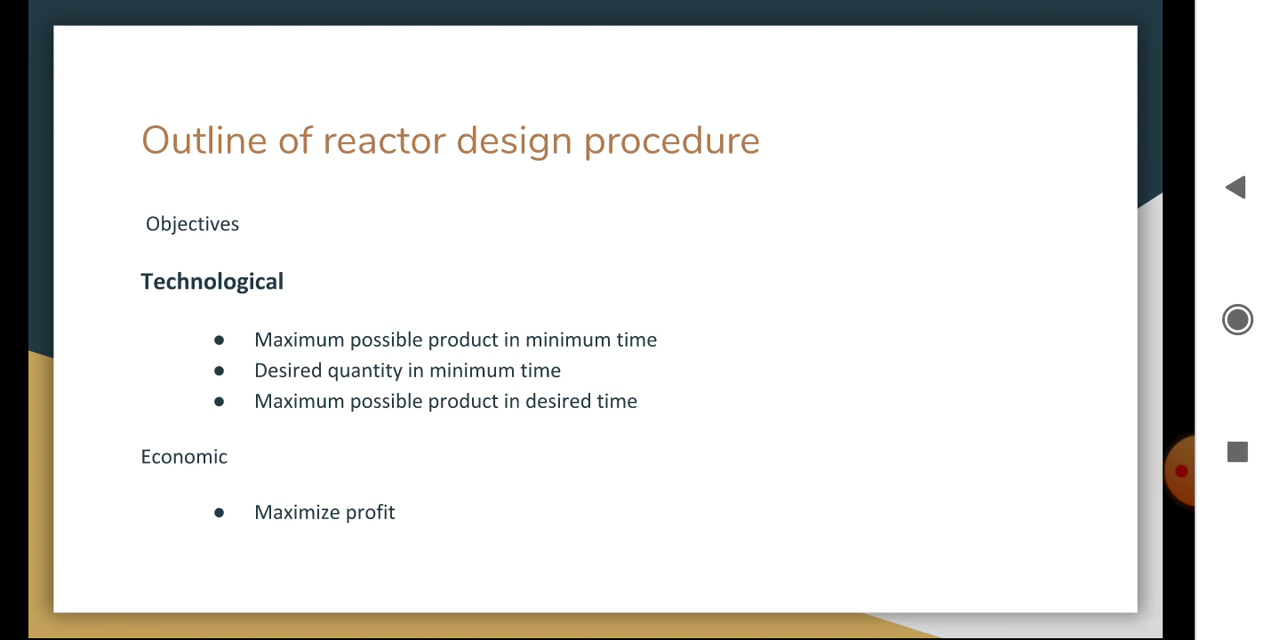 Outline of reactor design procedure
Objectives
Technological
● Maximum possible product in minimum time
● Desired quantity in minimum time
● Maximum possible product in desired time
Economic
● Maximize profit